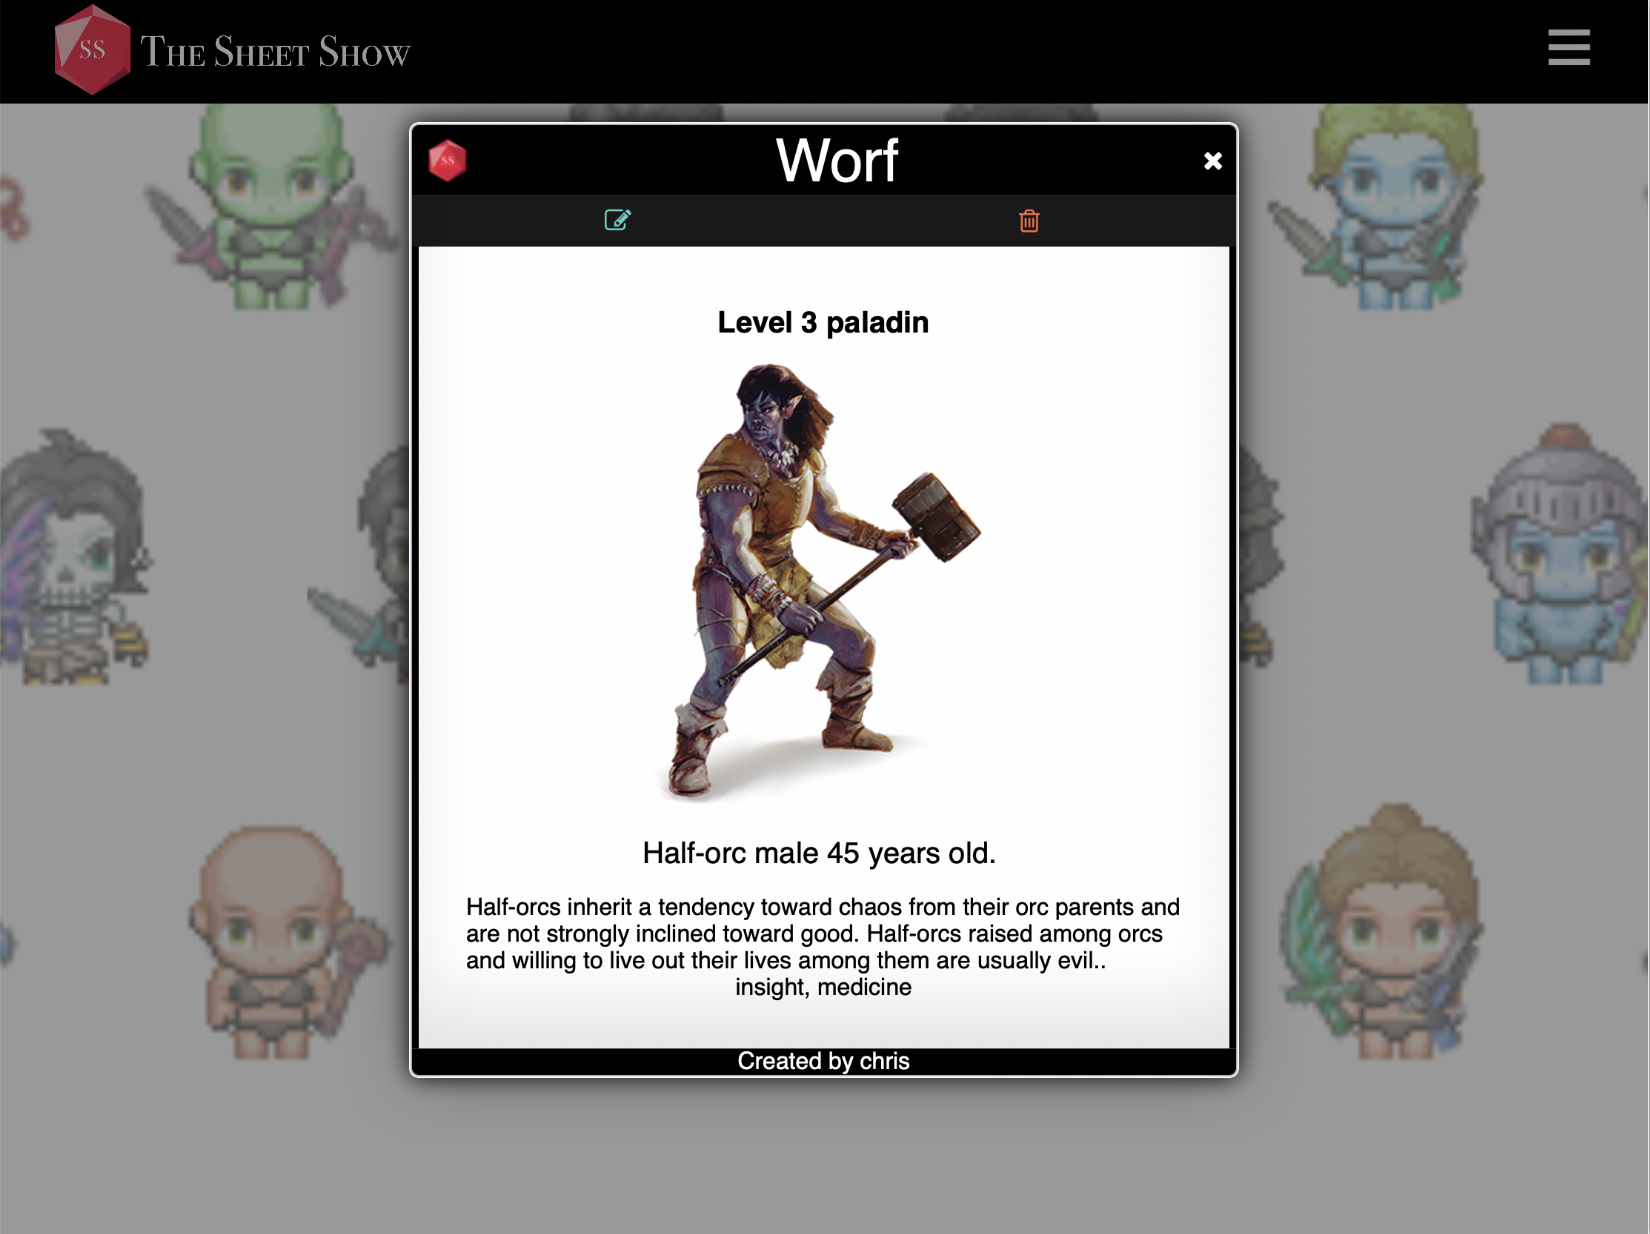 SS THE SHEET SHOW
SS
Worf
Level 3 paladin
Half-orc male 45 years old.
Half-orcs inherit a tendency toward chaos from their orc parents and
are not strongly inclined toward good. Half-orcs raised among orcs
and willing to live out their lives among them are usually evil..
insight, medicine
Created by chris